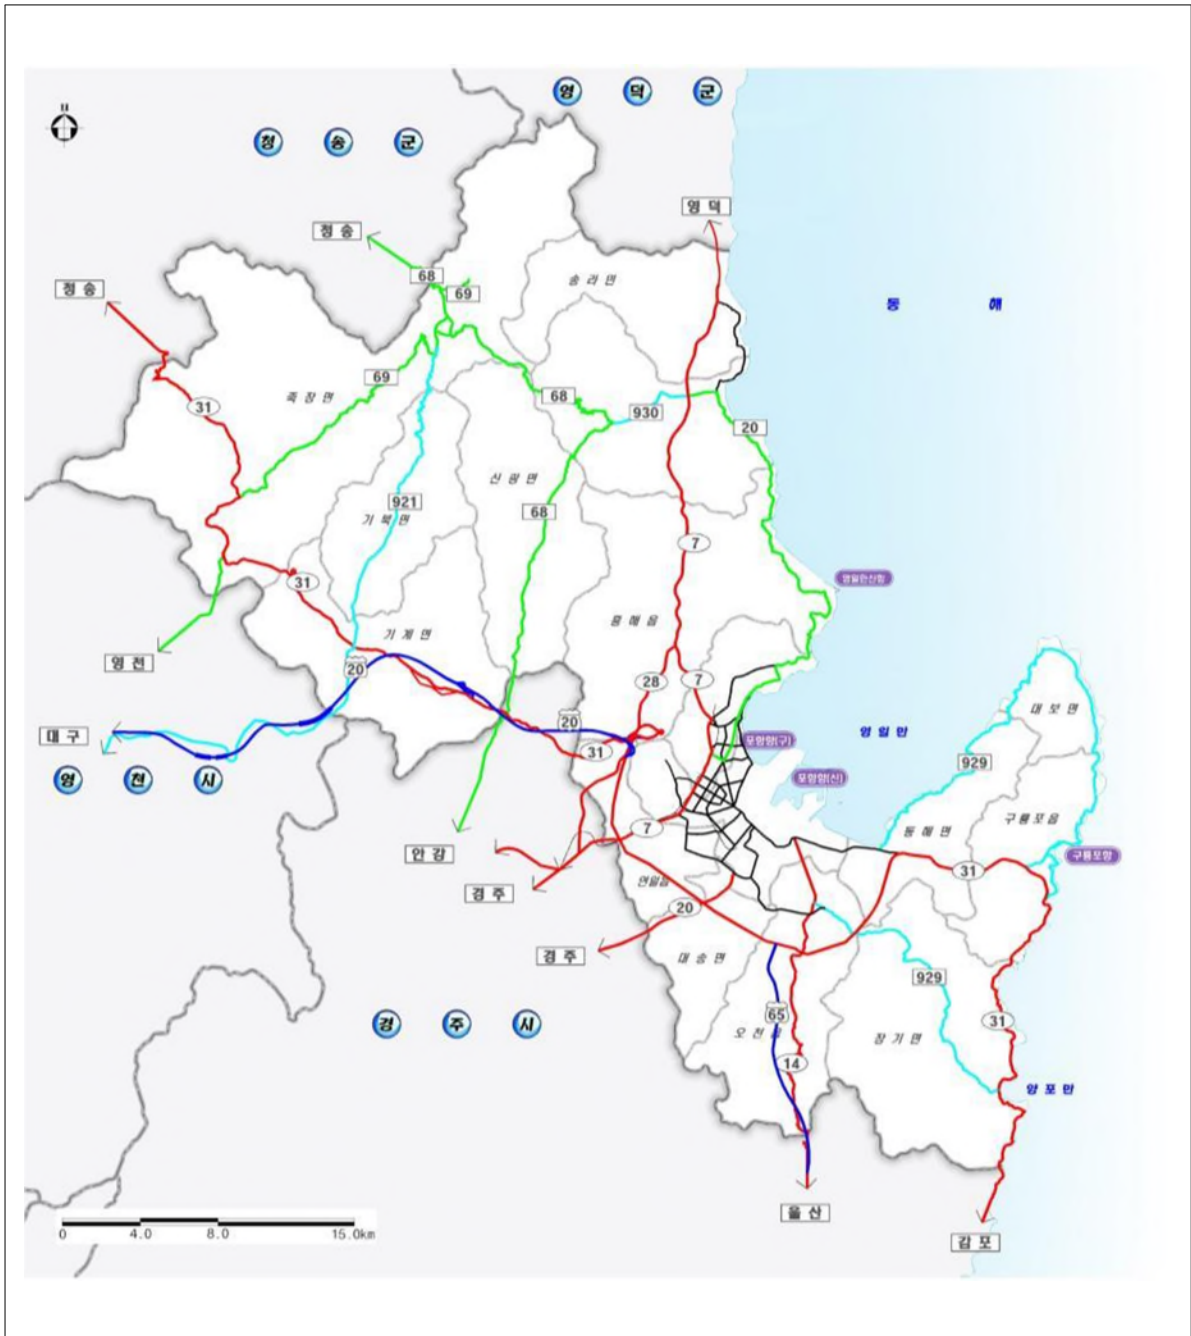 영 덕 군
청 송 군
영 덕
청 송
68
송 라 면
69
청 송
동 해
69
죽 장 면
68
31
930
20
신 광 면
921
68
기 북 면
7
영일만신항
31
흥 해 읍
기 계 면
영 천
20
28
7
대 보 면
20
대 구
영 일 만
포항항(구)
31
929
영 천 시
포항항(신)
구룡포읍
7
동 해 면
안 강
구룡포항
31
연일읍
경 주
20
경 주
대 송 면
929
65
31
경 주 시
오 천 읍
장 기 면
14
양 포 만
울 산
0 4.0 8.0 15.0km
감 포